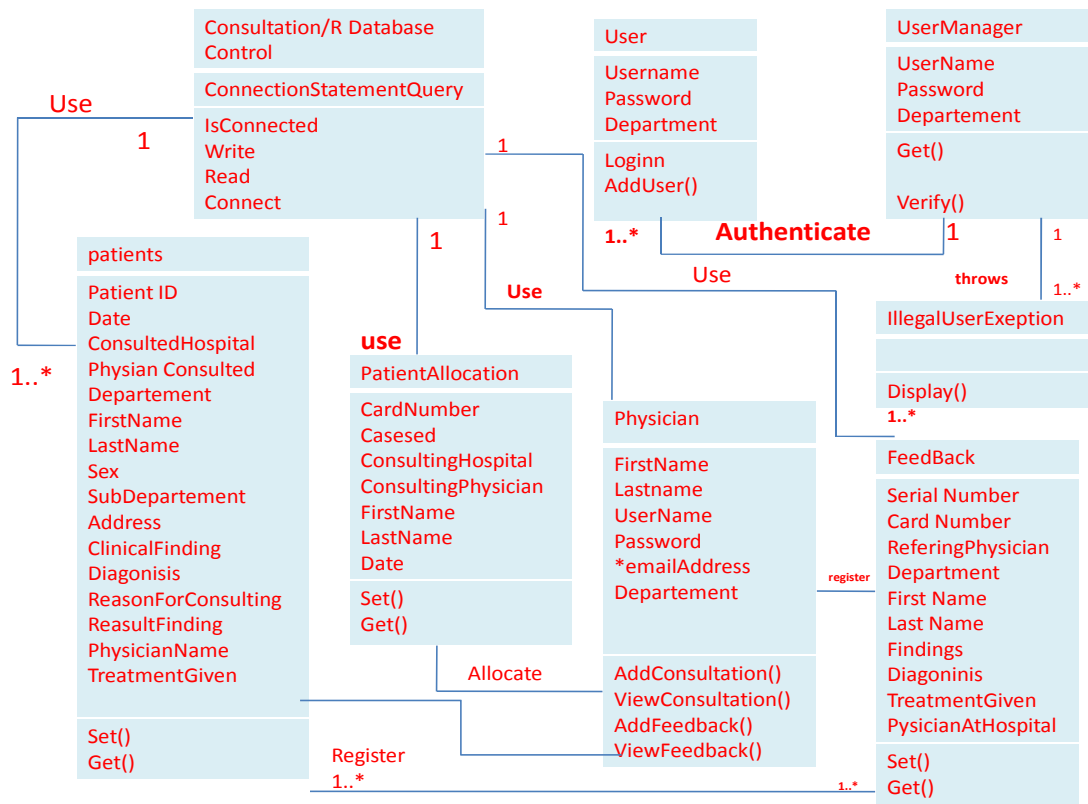 Consultation/R Database
Control
ConnectionStatementQuery
IsConnected
Write
Read
Connect
User
Username
Password
Department
Loginn
AddUser()
UserManager
UserName
Password
Departement
Get()
Verify()
Use
1
1
1
1
1..*
Authenticate
1
1
Use
throws
1..*
Use
use
1..*
patients
Patient ID
Date
ConsultedHospital
Physian Consulted
Departement
FirstName
LastName
Sex
SubDepartement
Address
ClinicalFinding
Diagonisis
ReasonForConsulting
ReasultFinding
PhysicianName
TreatmentGiven
Set()
Get()
PatientAllocation
CardNumber
Casesed
ConsultingHospital
ConsultingPhysician
FirstName
LastName
Date
Set()
Get()
Allocate
Physician
FirstName
Lastname
UserName
Password
*emailAddress
Departement
AddConsultation()
ViewConsultation()
AddFeedback()
ViewFeedback()
register
IllegalUserExeption
Display()
1..*
FeedBack
Serial Number
Card Number
ReferingPhysician
Department
First Name
Last Name
Findings
Diagoninis
TreatmentGiven
PysicianAtHospital
Set()
Get()
Register
1..*
1..*